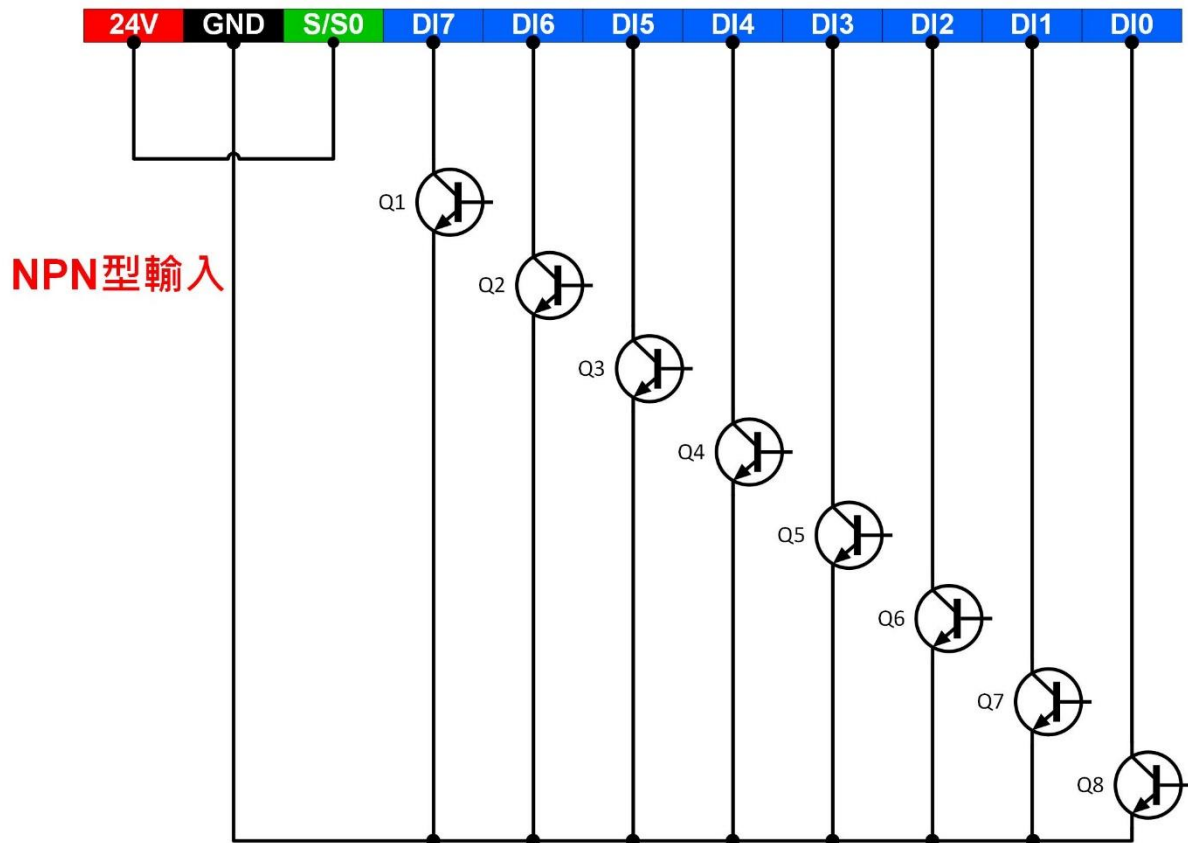 24V GND S/S0 DI7 DI6 DI5 DI4 DI3 DI2 DI1 DI0
Q1
NPN型輸入
Q2
Q3
Q4
Q5
Q6
Q7
Q8